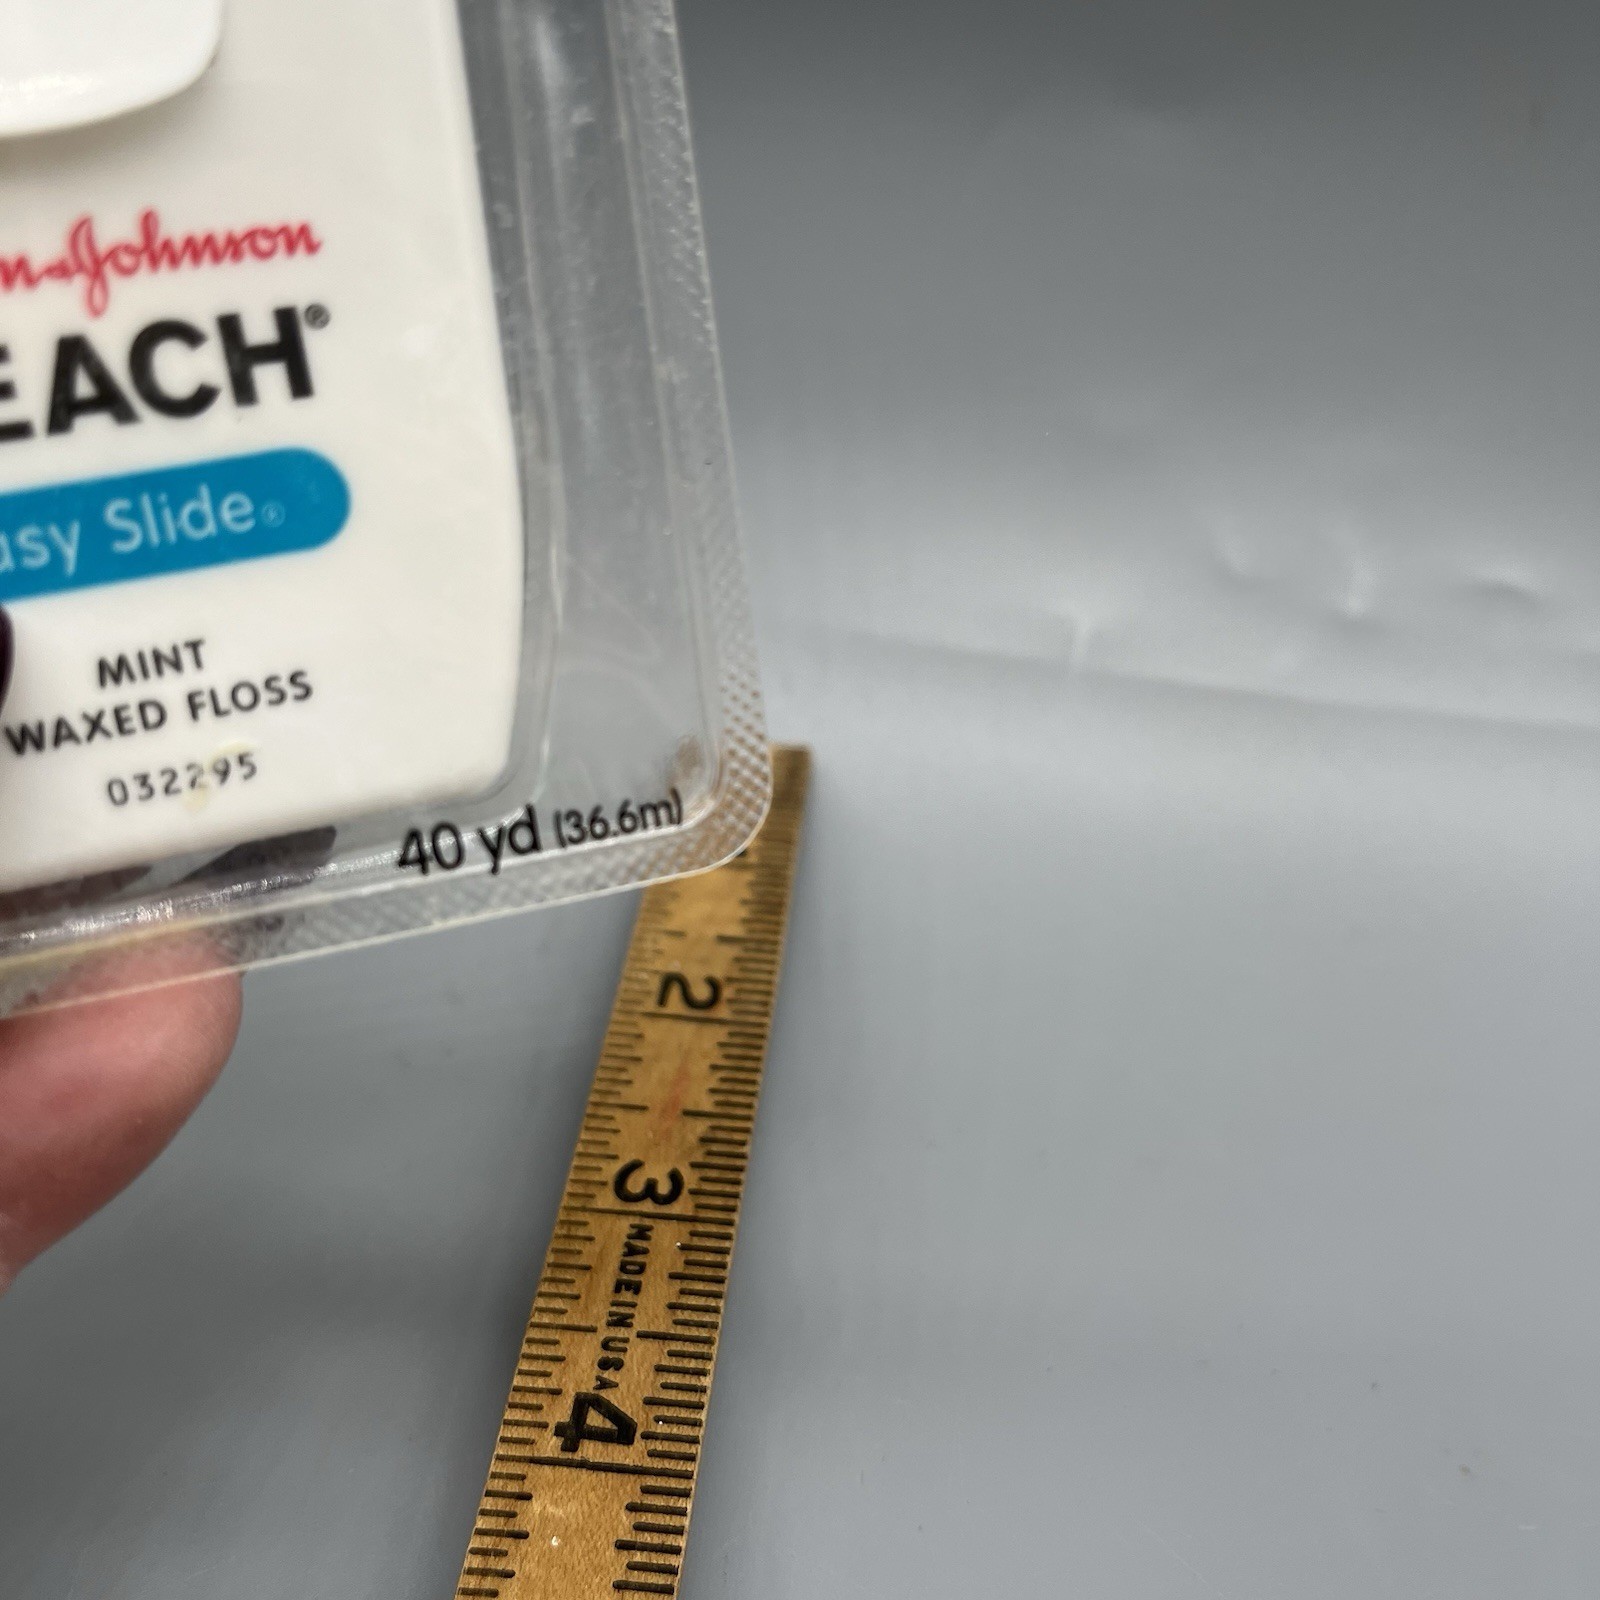 n&Johnson
EACH®
asy Slide®
MINT
WAXED FLOSS
032295
40 yd (36.6m)
2
3
MADE IN USA
4